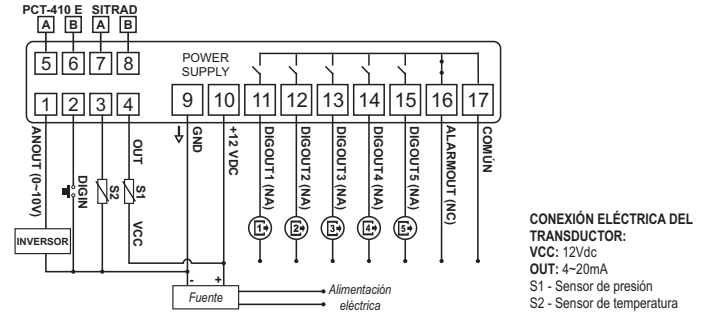 PCT-410 E SITRAD
A B A B
5 6 7 8
POWER
SUPPLY
1 2 3 4 9 10 11 12 13 14 15 16 17
ANOUT (0~10V)
DIGIN
S2
OUT
S1
VCC
GND
+12 VDC
DIGOUT1 (NA)
DIGOUT2 (NA)
DIGOUT3 (NA)
DIGOUT4 (NA)
DIGOUT5 (NA)
ALARMOUT (NC)
COMÚN
1 2 3 4 5
INVERSOR
- +
Fuente
Alimentación
eléctrica
CONEXIÓN ELÉCTRICA DEL
TRANSDUCTOR:
VCC: 12Vdc
OUT: 4~20mA
S1 - Sensor de presión
S2 - Sensor de temperatura